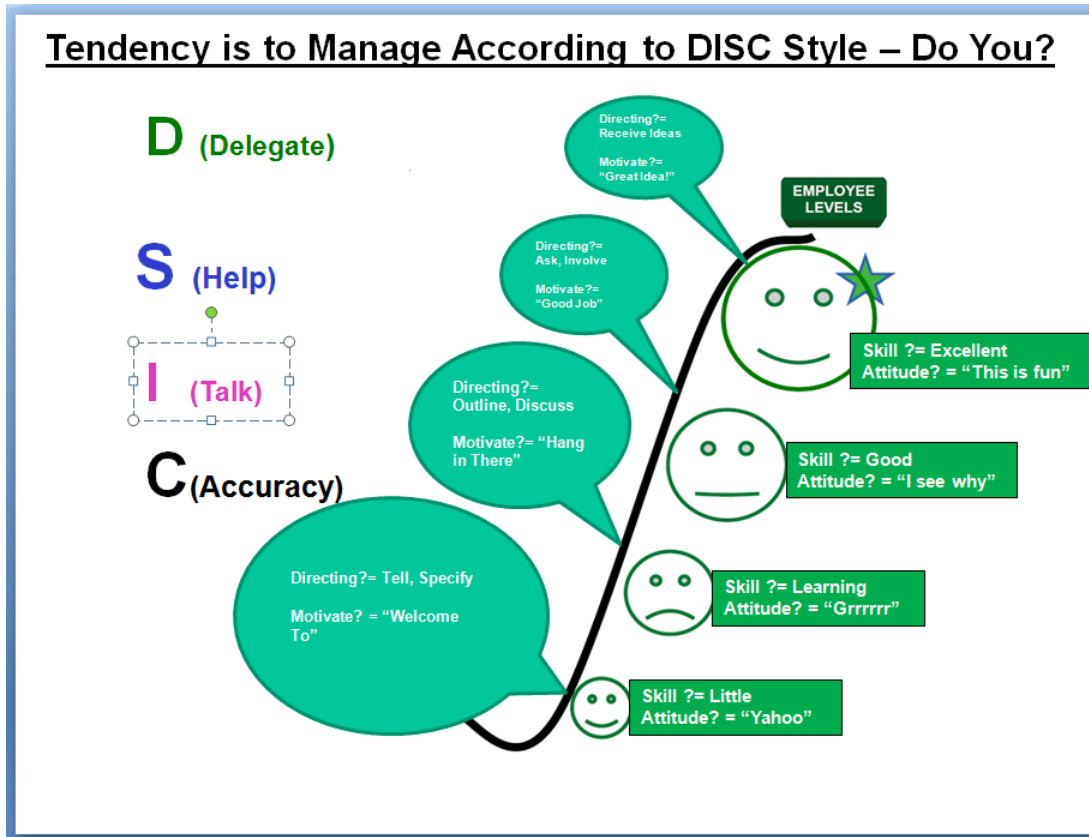 Tendency is to Manage According to DISC Style – Do You?
D (Delegate)
S (Help)
I (Talk)
C(Accuracy)
Directing?=
Receive Ideas
Motivate?=
“Great Idea!”
EMPLOYEE
LEVELS
Directing?=
Ask, Involve
Motivate?=
“Good Job”
Skill ?= Excellent
Attitude? = “This is fun”
Directing?=
Outline, Discuss
Motivate?= “Hang
in There”
Skill ?= Good
Attitude? = “I see why”
Directing?= Tell, Specify
Motivate? = “Welcome
To”
Skill ?= Learning
Attitude? = “Grrrrrr”
Skill ?= Little
Attitude? = “Yahoo”